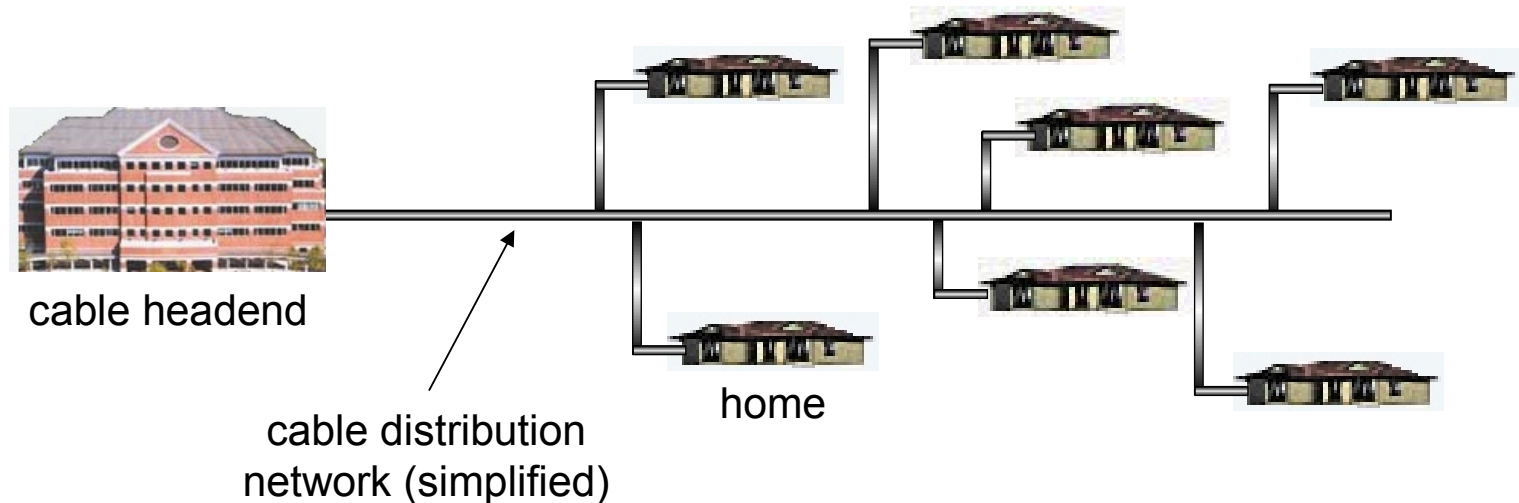 cable headend
home
cable distribution
network (simplified)